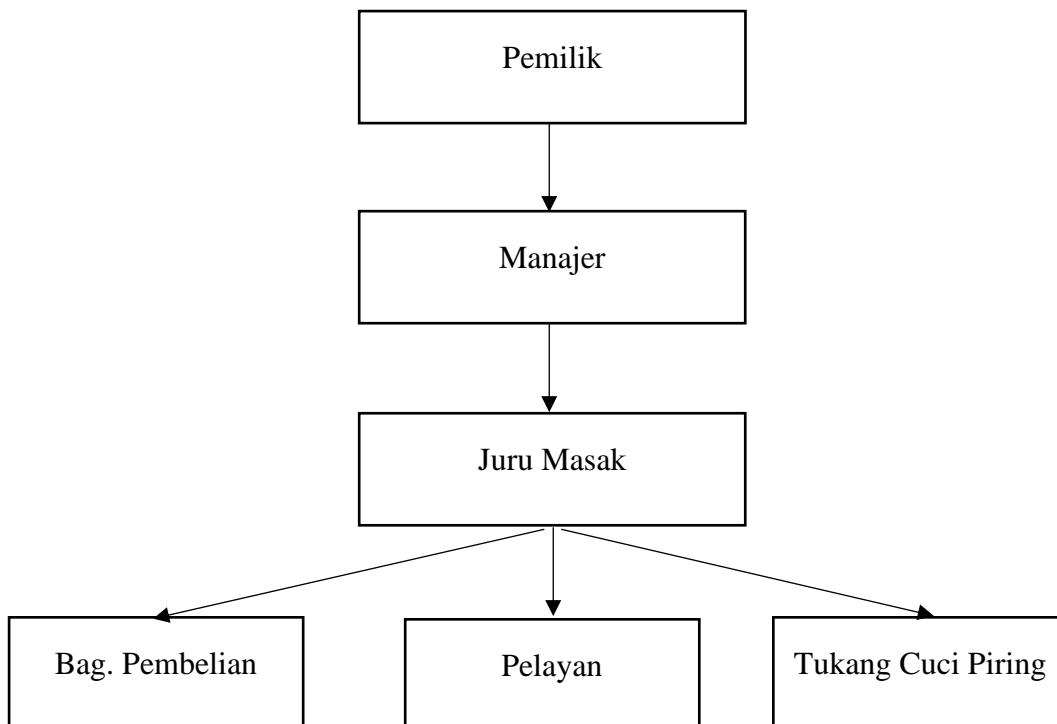 Pemilik
Manajer
Juru Masak
Bag. Pembelian
Pelayan
Tukang Cuci Piring